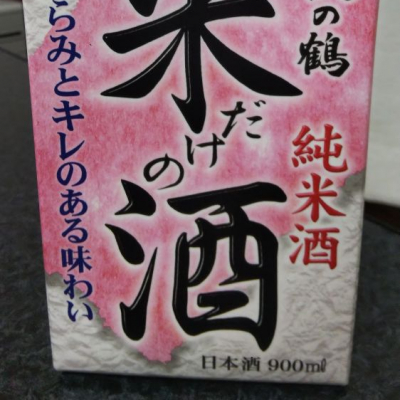 の鶴
純米酒
米だけの酒
らみとキレのある味わい
日本酒 900ml